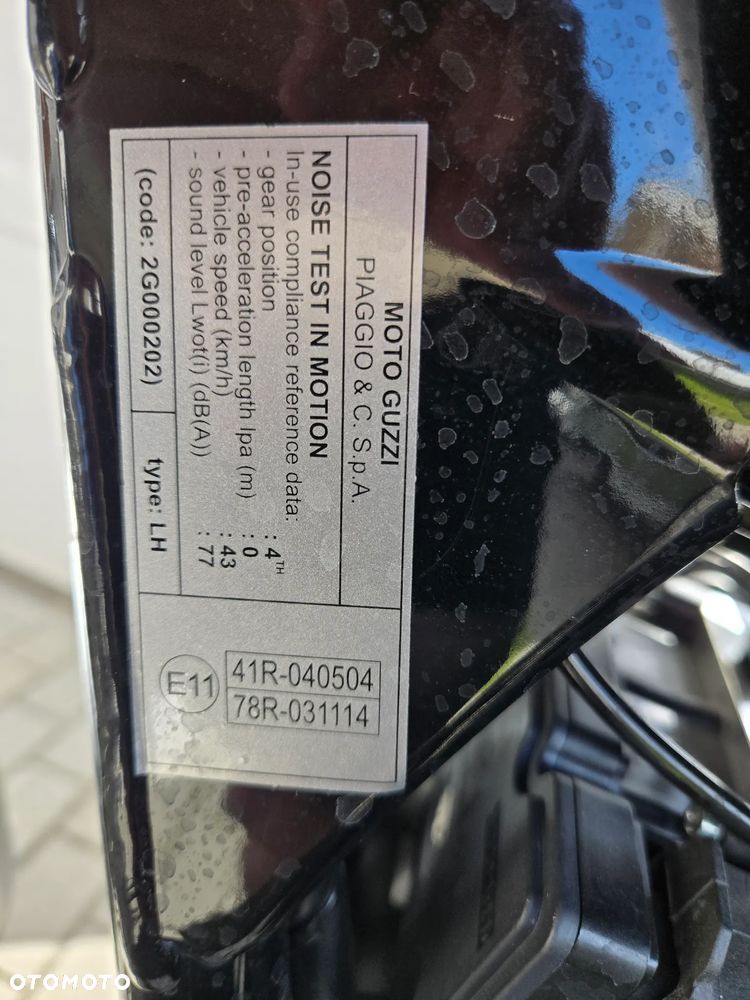 MOTO GUZZI
PIAGGIO & C. S.p.A.
NOISE TEST IN MOTION
In-use compliance reference data:
- gear position : 4TH
- pre-acceleration length lpa (m) : 0
- vehicle speed (km/h) : 43
- sound level Lwot(i) (dB(A)) : 77
(code: 2G000202) type: LH
41R-040504
78R-031114
E11
OTOMOTO